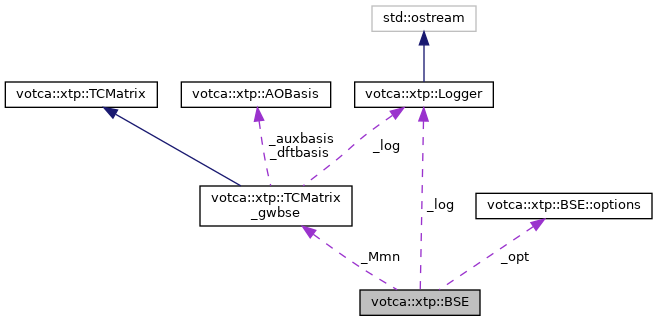 std::ostream
votca::xtp::TCMatrix
votca::xtp::AOBasis
votca::xtp::Logger
_auxbasis
_dftbasis
_log
votca::xtp::TCMatrix
_gwbse
_log
votca::xtp::BSE::options
_Mmn
_opt
votca::xtp::BSE